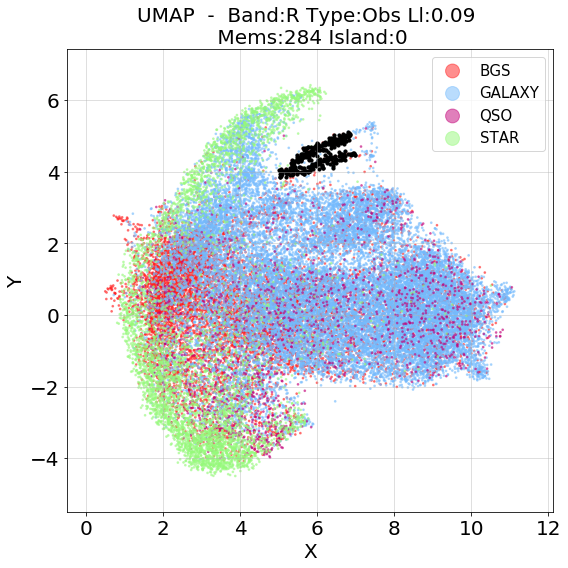 UMAP - Band:R Type:Obs Ll:0.09
Mems:284 Island:0
BGS
GALAXY
QSO
STAR
6
4
2
0
−2
−4
Y
0 2 4 6 8 10 12
X